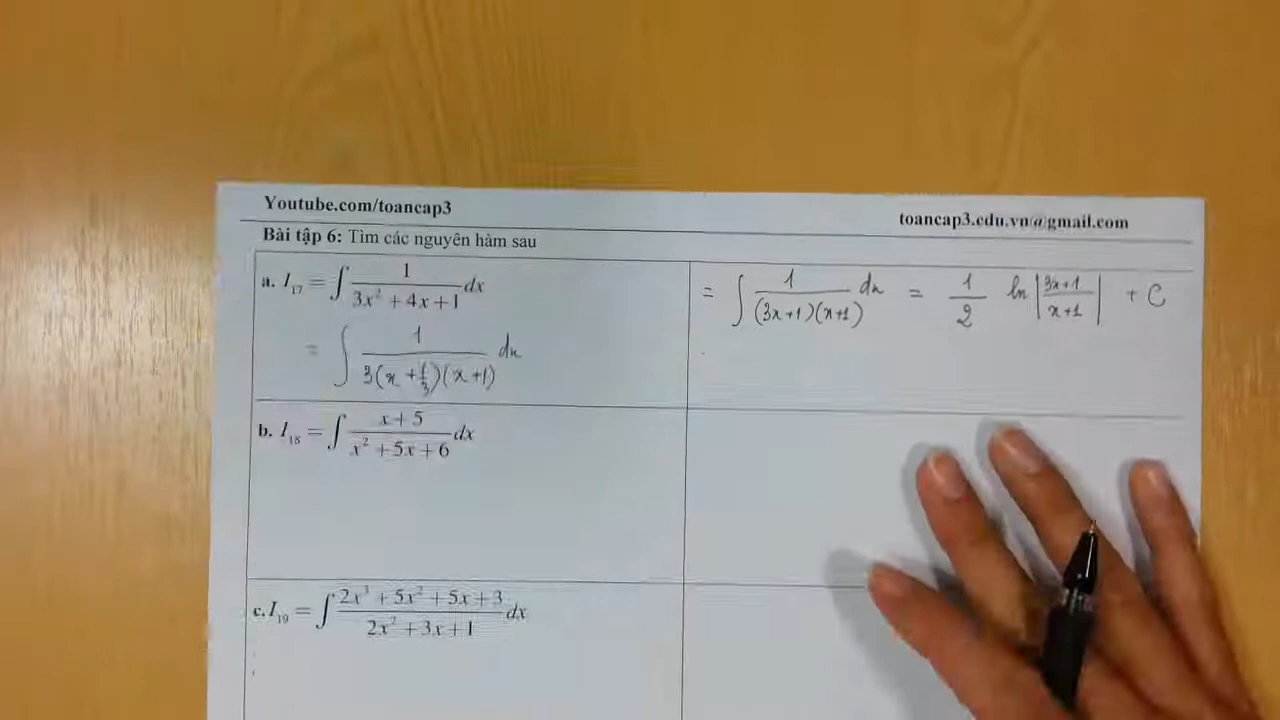 Youtube.com/toancap3
toancap3.edu.vn@gmail.com
Bài tập 6: Tìm các nguyên hàm sau
a. I₁₇ = ∫ 1/(3x² + 4x + 1) dx
= ∫ 1/(3(x + 1/3)(x + 1)) dx
= ∫ 1/((3x+1)(x+1)) dx = 1/2 ln |(3x+1)/(x+1)| + C
b. I₁₈ = ∫ (x + 5)/(x² + 5x + 6) dx
c. I₁₉ = ∫ (2x³ + 5x² + 5x + 3)/(2x² + 3x + 1) dx